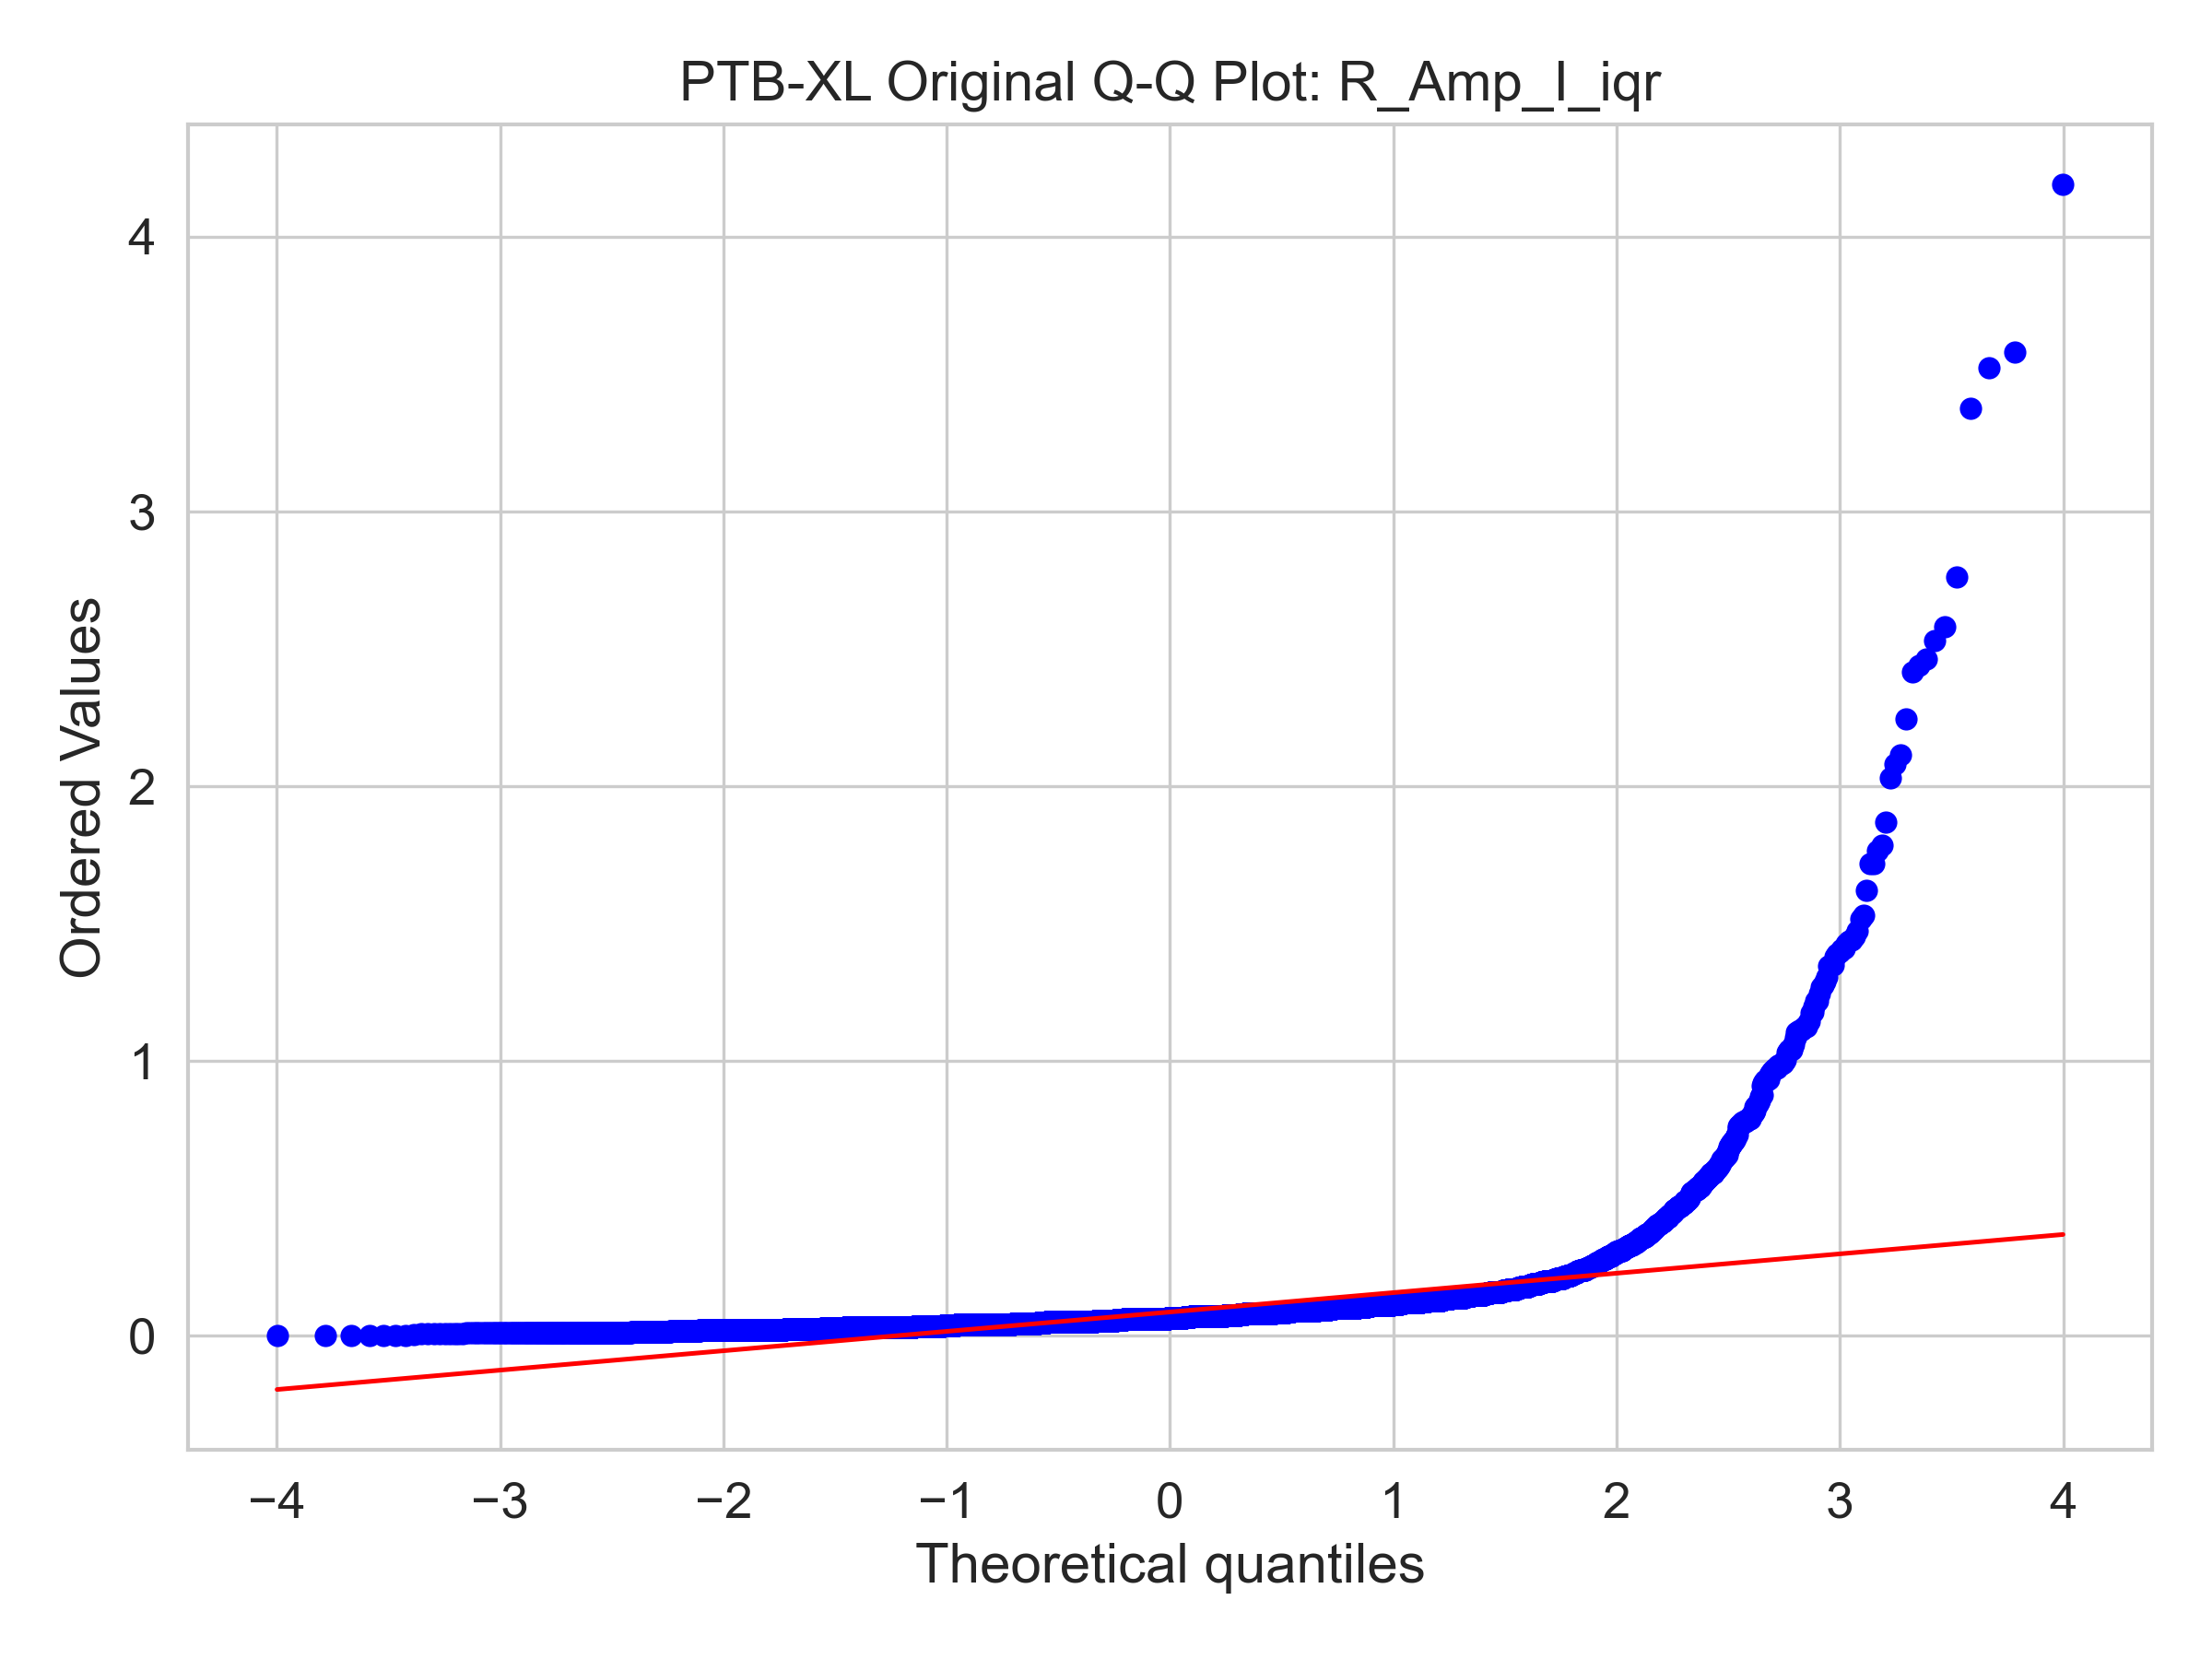 PTB-XL Original Q-Q Plot: R_Amp_I_iqr
4
3
2
1
0
Ordered Values
−4 −3 −2 −1 0 1 2 3 4
Theoretical quantiles